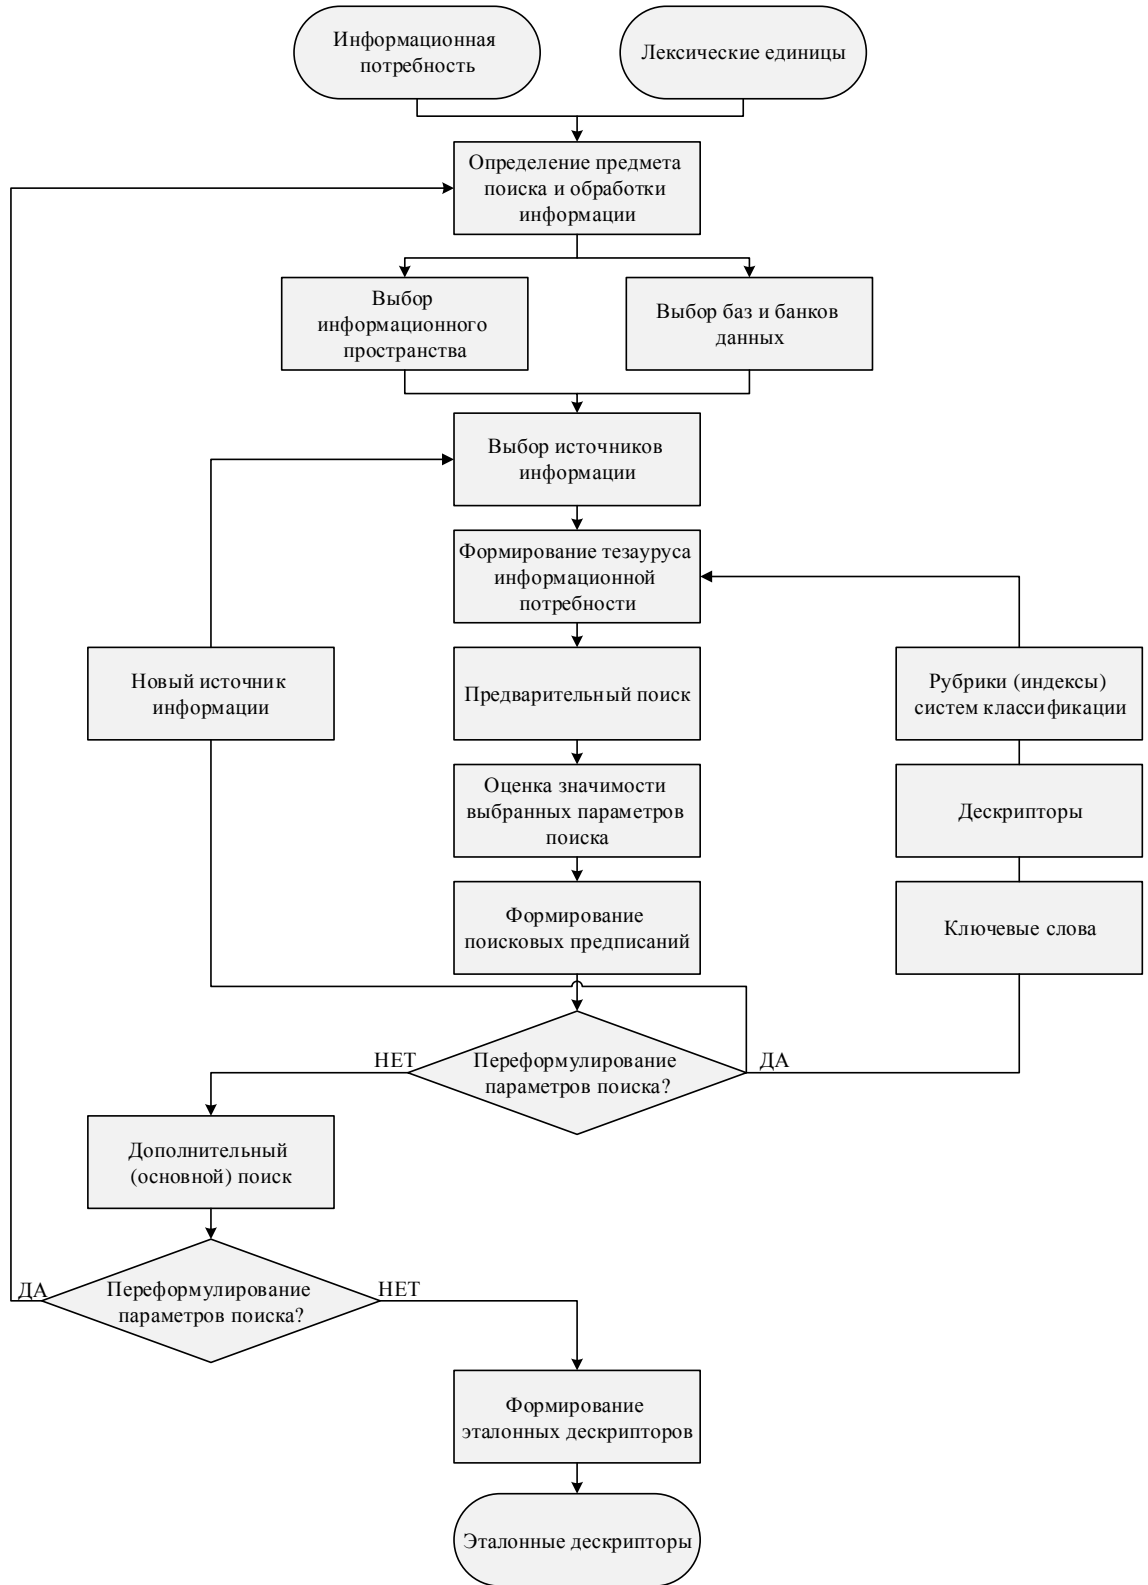 Информационная
потребность
Лексические единицы
Определение предмета
поиска и обработки
информации
Выбор
информационного
пространства
Выбор баз и банков
данных
Выбор источников
информации
Формирование тезауруса
информационной
потребности
Новый источник
информации
Предварительный поиск
Рубрики (индексы)
систем классификации
Оценка значимости
выбранных параметров
поиска
Дескрипторы
Формирование
поисковых предписаний
Ключевые слова
НЕТ
Переформулирование
параметров поиска?
ДА
Дополнительный
(основной) поиск
ДА
Переформулирование
параметров поиска?
НЕТ
Формирование
эталонных дескрипторов
Эталонные дескрипторы